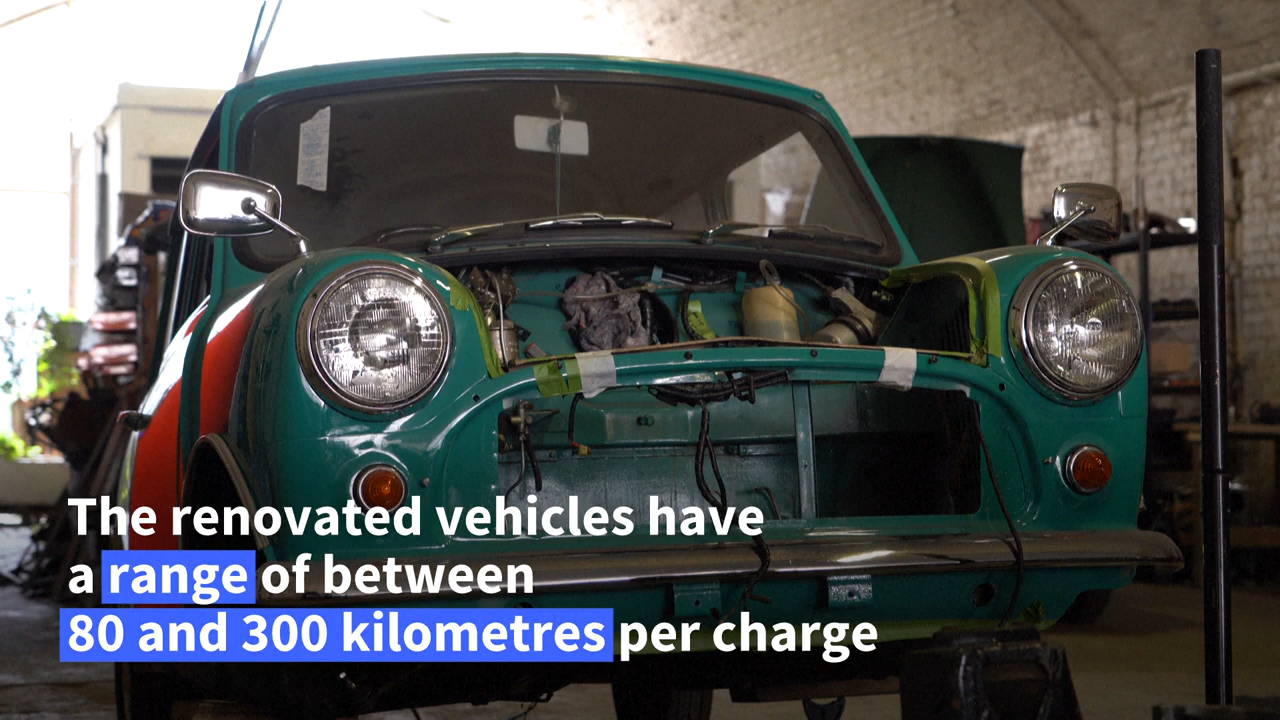 The renovated vehicles have
a range of between
80 and 300 kilometres per charge